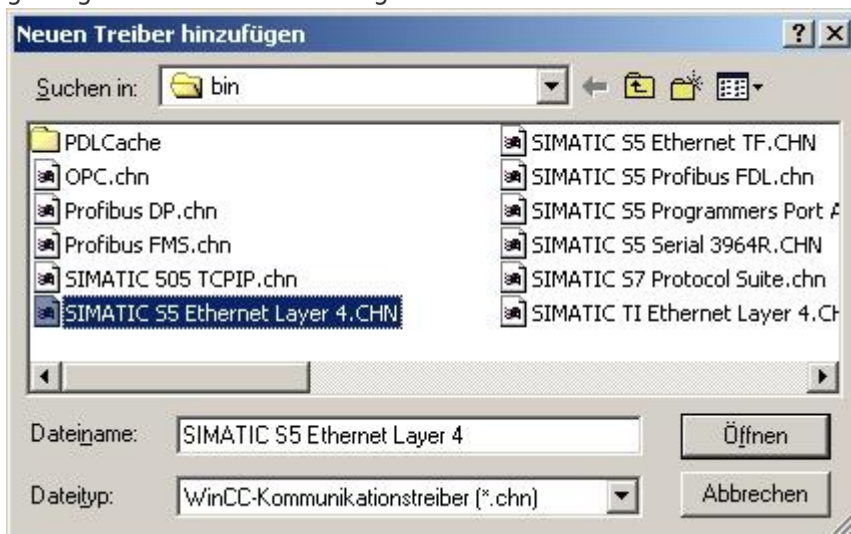 Neuen Treiber hinzufügen
Suchen in: bin
PDLCache
OPC.chn
Profibus DP.chn
Profibus FMS.chn
SIMATIC 505 TCPIP.chn
SIMATIC S5 Ethernet Layer 4.CHN
SIMATIC S5 Ethernet TF.CHN
SIMATIC S5 Profibus FDL.chn
SIMATIC S5 Programmers Port
SIMATIC S5 Serial 3964R.CHN
SIMATIC S7 Protocol Suite.chn
SIMATIC TI Ethernet Layer 4.
Dateiname: SIMATIC S5 Ethernet Layer 4 Öffnen
Dateityp: WinCC-Kommunikationstreiber (*.chn) Abbrechen